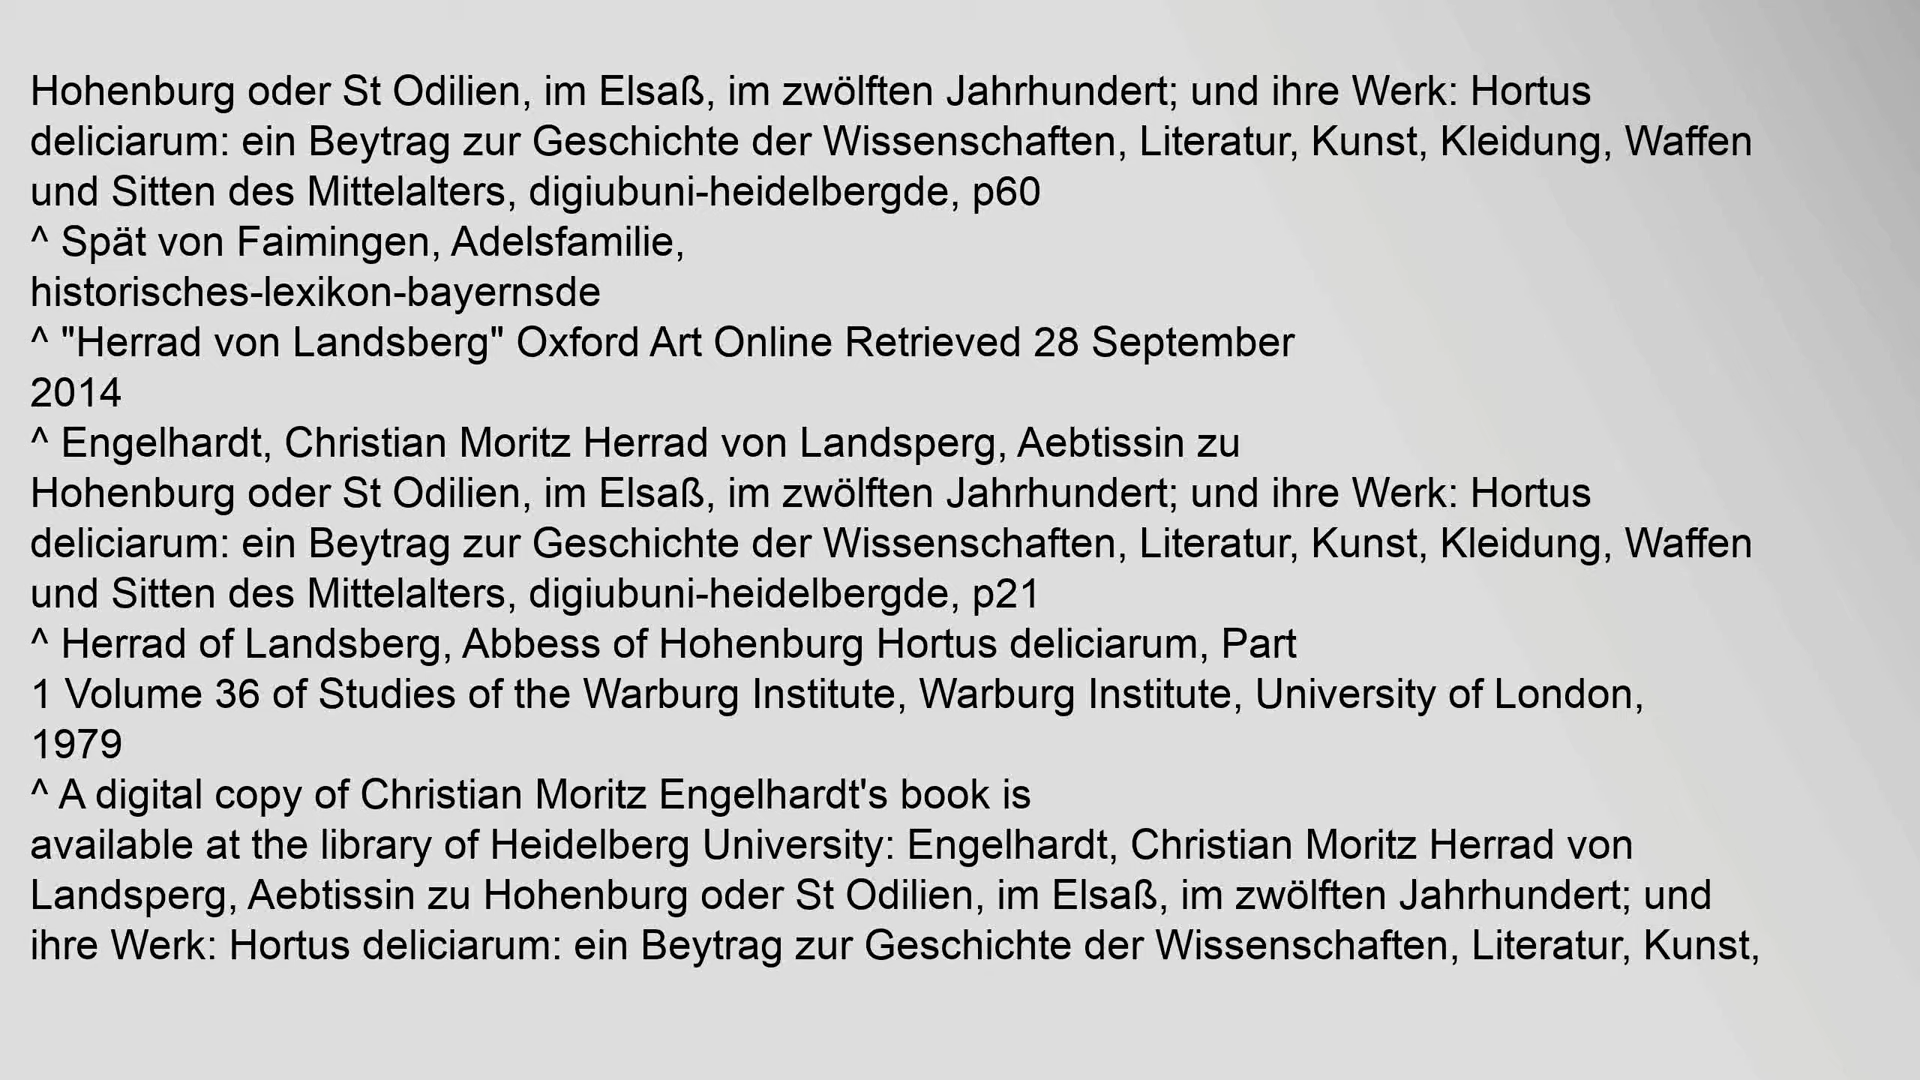 Hohenburg oder St Odilien, im Elsaß, im zwölften Jahrhundert; und ihre Werk: Hortus
deliciarum: ein Beytrag zur Geschichte der Wissenschaften, Literatur, Kunst, Kleidung, Waffen
und Sitten des Mittelalters, digiubuni-heidelbergde, p60
^ Spät von Faimingen, Adelsfamilie,
historisches-lexikon-bayernsde
^ "Herrad von Landsberg" Oxford Art Online Retrieved 28 September
2014
^ Engelhardt, Christian Moritz Herrad von Landsperg, Aebtissin zu
Hohenburg oder St Odilien, im Elsaß, im zwölften Jahrhundert; und ihre Werk: Hortus
deliciarum: ein Beytrag zur Geschichte der Wissenschaften, Literatur, Kunst, Kleidung, Waffen
und Sitten des Mittelalters, digiubuni-heidelbergde, p21
^ Herrad of Landsberg, Abbess of Hohenburg Hortus deliciarum, Part
1 Volume 36 of Studies of the Warburg Institute, Warburg Institute, University of London,
1979
^ A digital copy of Christian Moritz Engelhardt's book is
available at the library of Heidelberg University: Engelhardt, Christian Moritz Herrad von
Landsperg, Aebtissin zu Hohenburg oder St Odilien, im Elsaß, im zwölften Jahrhundert; und
ihre Werk: Hortus deliciarum: ein Beytrag zur Geschichte der Wissenschaften, Literatur, Kunst,